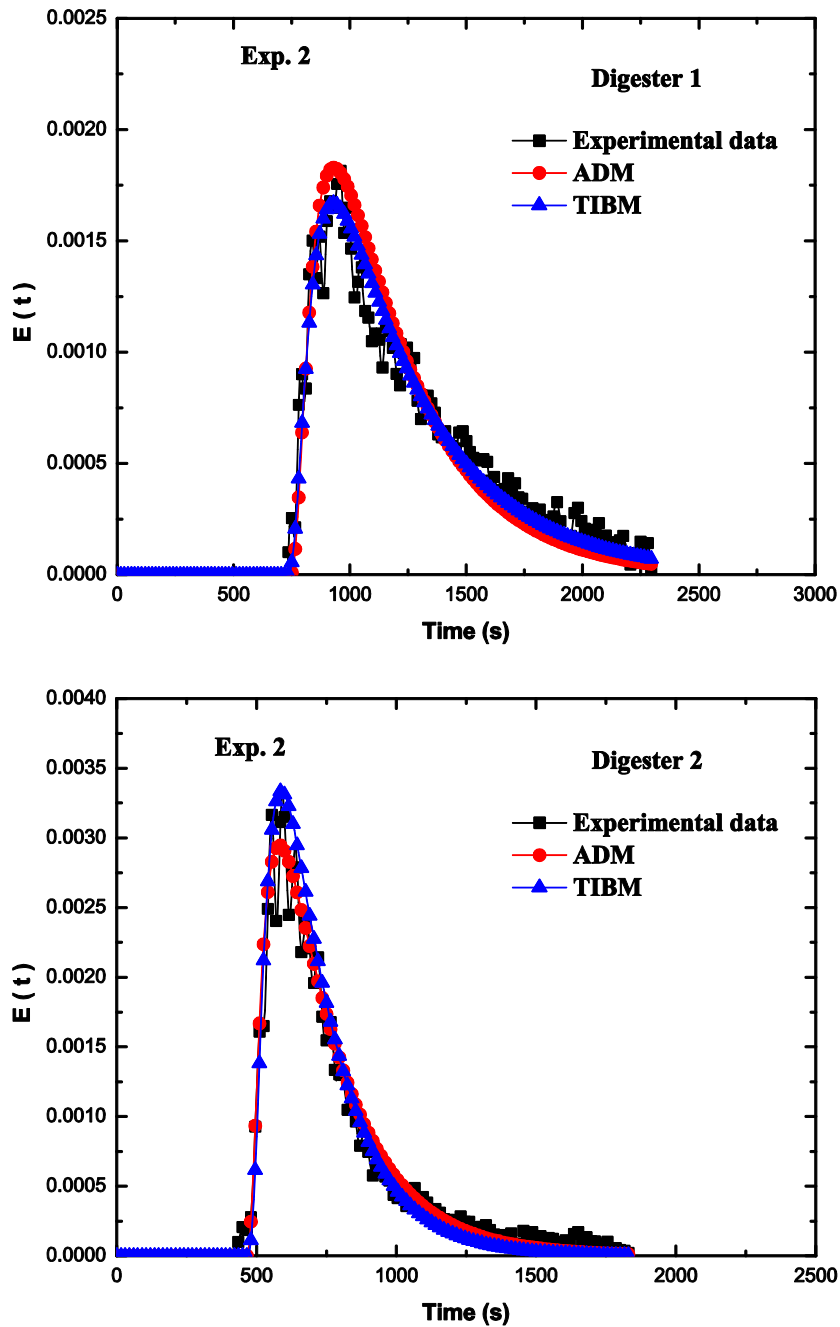 0.0025
Exp. 2
Digester 1
0.0020
Experimental data
ADM
TIBM
0.0015
E ( t )
0.0010
0.0005
0.0000
0 500 1000 1500 2000 2500 3000
Time (s)
0.0040
Exp. 2
Digester 2
0.0035
Experimental data
0.0030
ADM
TIBM
0.0025
E ( t )
0.0020
0.0015
0.0010
0.0005
0.0000
0 500 1000 1500 2000 2500
Time (s)